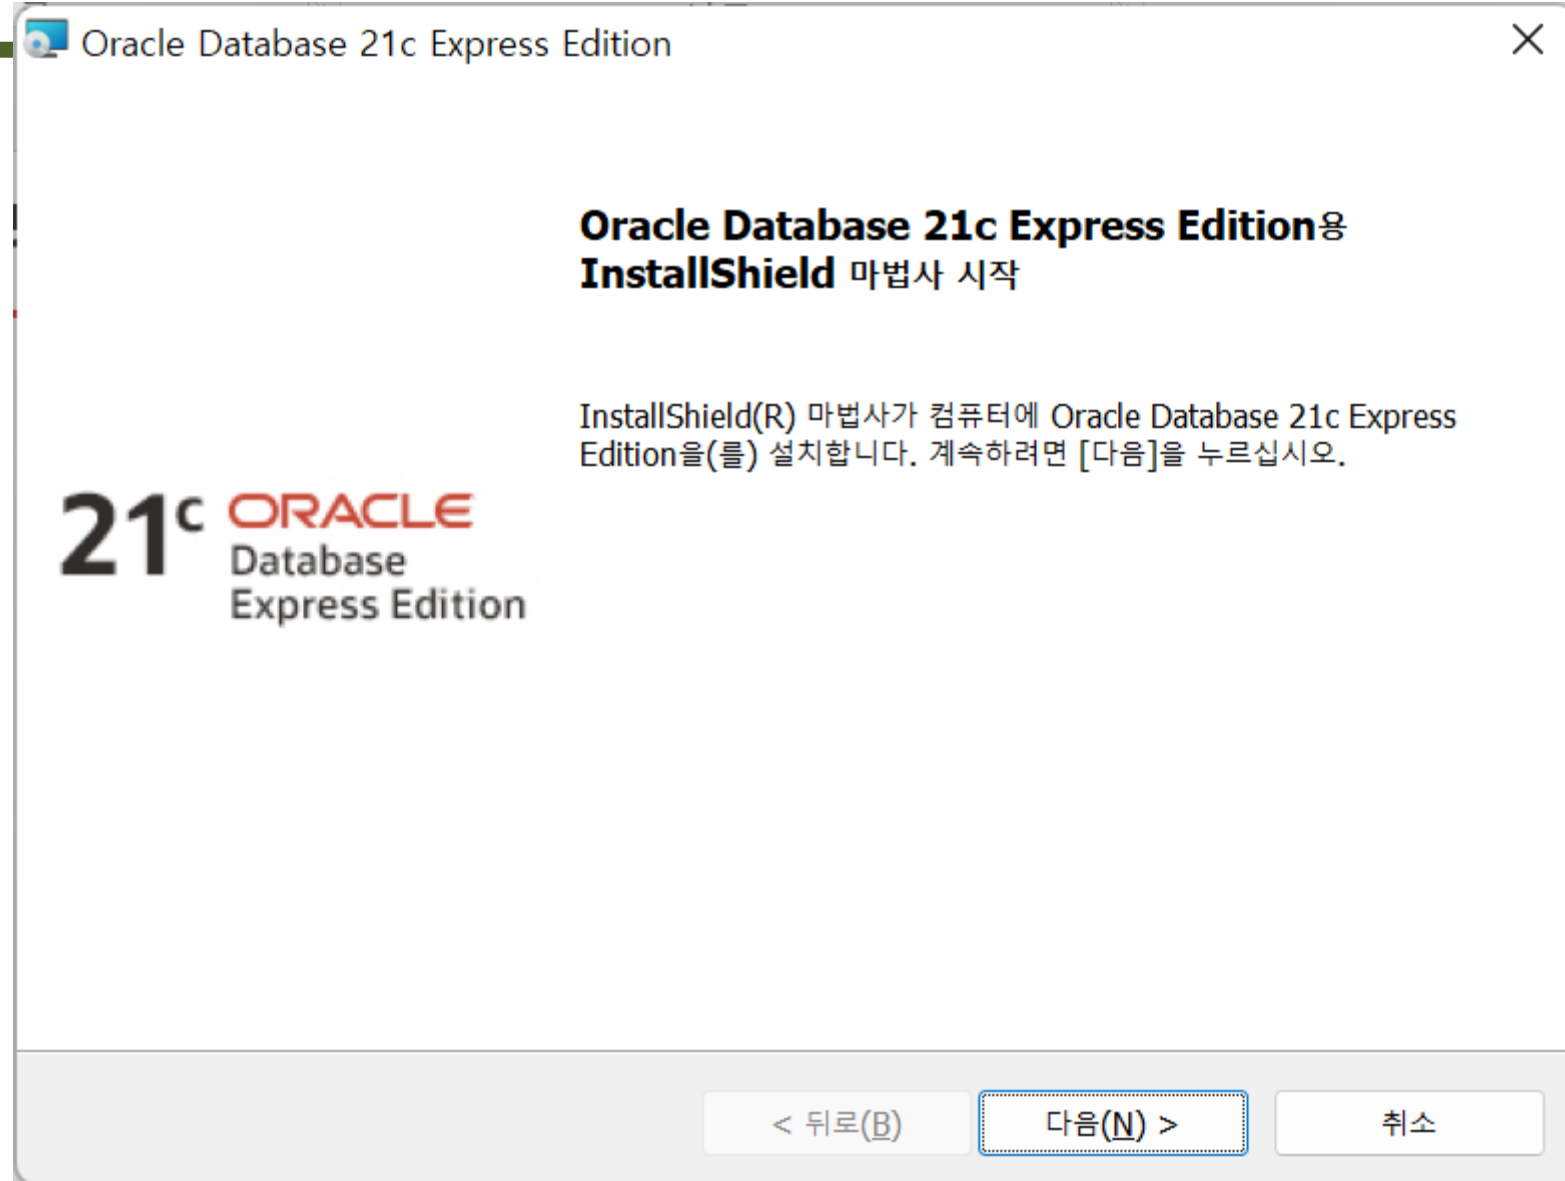 Oracle Database 21c Express Edition
Oracle Database 21c Express Edition용
InstallShield 마법사 시작
InstallShield(R) 마법사가 컴퓨터에 Oracle Database 21c Express
Edition을(를) 설치합니다. 계속하려면 [다음]을 누르십시오.
21c ORACLE
Database
Express Edition
< 뒤로(B)
다음(N) >
취소